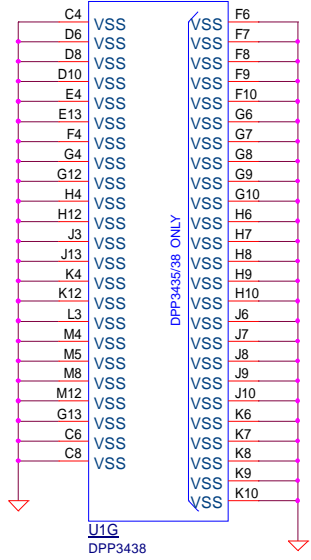 C4 VSS VSS F6
D6 VSS VSS F7
D8 VSS VSS F8
D10 VSS VSS F9
E4 VSS VSS F10
E13 VSS VSS G6
F4 VSS VSS G7
G4 VSS VSS G8
G12 VSS VSS G9
H4 VSS VSS G10
H12 VSS VSS H6
J3 VSS VSS H7
J13 VSS VSS H8
K4 VSS VSS H9
K12 VSS VSS H10
L3 VSS VSS J6
M4 VSS VSS J7
M5 VSS VSS J8
M8 VSS VSS J9
M12 VSS VSS J10
G13 VSS VSS K6
C6 VSS VSS K7
C8 VSS VSS K8
VSS K9
VSS K10
DPP3435/38 ONLY
U1G
DPP3438